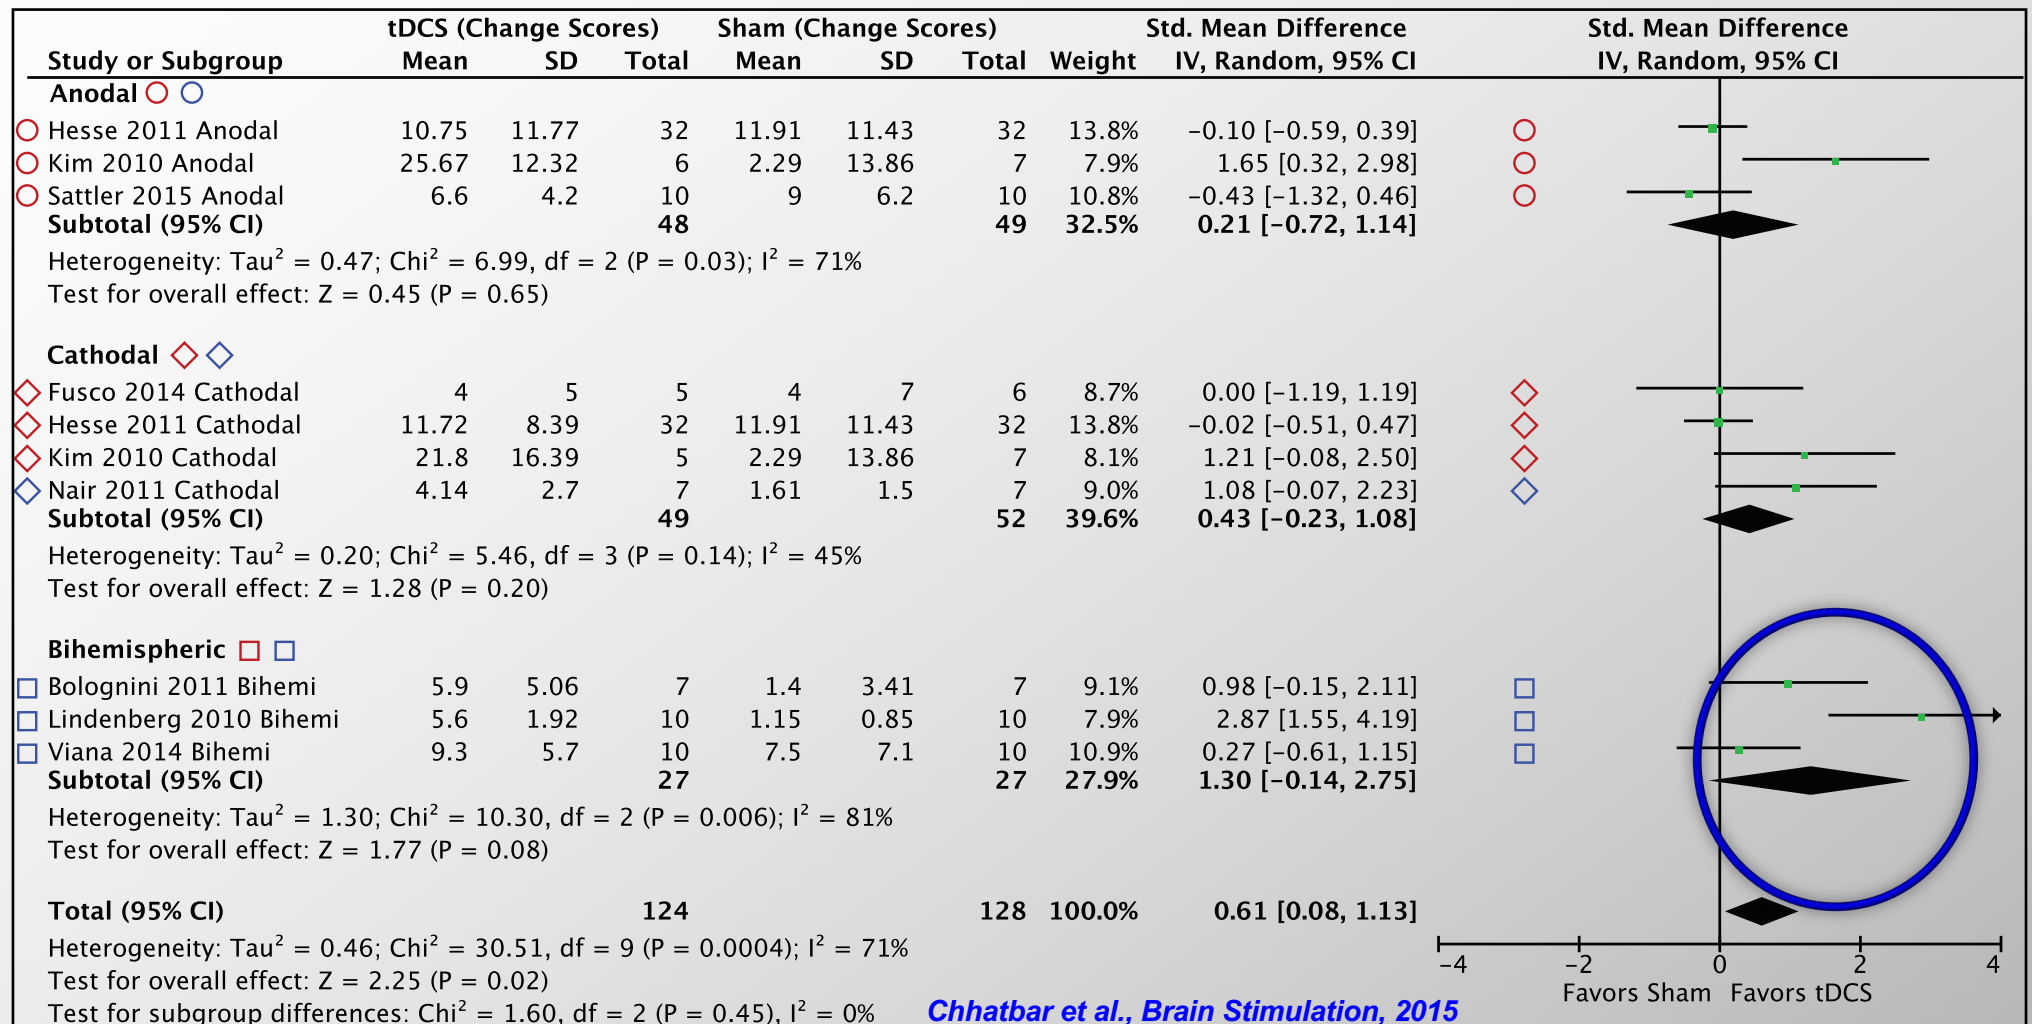 tDCS (Change Scores) Sham (Change Scores) Std. Mean Difference Std. Mean Difference
Study or Subgroup Mean SD Total Mean SD Total Weight IV, Random, 95% CI IV, Random, 95% CI
Anodal
Hesse 2011 Anodal 10.75 11.77 32 11.91 11.43 32 13.8% −0.10 [−0.59, 0.39]
Kim 2010 Anodal 25.67 12.32 6 2.29 13.86 7 7.9% 1.65 [0.32, 2.98]
Sattler 2015 Anodal 6.6 4.2 10 9 6.2 10 10.8% −0.43 [−1.32, 0.46]
Subtotal (95% CI) 48 49 32.5% 0.21 [−0.72, 1.14]
Heterogeneity: Tau² = 0.47; Chi² = 6.99, df = 2 (P = 0.03); I² = 71%
Test for overall effect: Z = 0.45 (P = 0.65)
Cathodal
Fusco 2014 Cathodal 4 5 5 4 7 6 8.7% 0.00 [−1.19, 1.19]
Hesse 2011 Cathodal 11.72 8.39 32 11.91 11.43 32 13.8% −0.02 [−0.51, 0.47]
Kim 2010 Cathodal 21.8 16.39 5 2.29 13.86 7 8.1% 1.21 [−0.08, 2.50]
Nair 2011 Cathodal 4.14 2.7 7 1.61 1.5 7 9.0% 1.08 [−0.07, 2.23]
Subtotal (95% CI) 49 52 39.6% 0.43 [−0.23, 1.08]
Heterogeneity: Tau² = 0.20; Chi² = 5.46, df = 3 (P = 0.14); I² = 45%
Test for overall effect: Z = 1.28 (P = 0.20)
Bihemispheric
Bolognini 2011 Bihemi 5.9 5.06 7 1.4 3.41 7 9.1% 0.98 [−0.15, 2.11]
Lindenberg 2010 Bihemi 5.6 1.92 10 1.15 0.85 10 7.9% 2.87 [1.55, 4.19]
Viana 2014 Bihemi 9.3 5.7 10 7.5 7.1 10 10.9% 0.27 [−0.61, 1.15]
Subtotal (95% CI) 27 27 27.9% 1.30 [−0.14, 2.75]
Heterogeneity: Tau² = 1.30; Chi² = 10.30, df = 2 (P = 0.006); I² = 81%
Test for overall effect: Z = 1.77 (P = 0.08)
Total (95% CI) 124 128 100.0% 0.61 [0.08, 1.13]
Heterogeneity: Tau² = 0.46; Chi² = 30.51, df = 9 (P = 0.0004); I² = 71%
Test for overall effect: Z = 2.25 (P = 0.02)
Test for subgroup differences: Chi² = 1.60, df = 2 (P = 0.45), I² = 0%
−4 −2 0 2 4
Favors Sham Favors tDCS
Chhatbar et al., Brain Stimulation, 2015